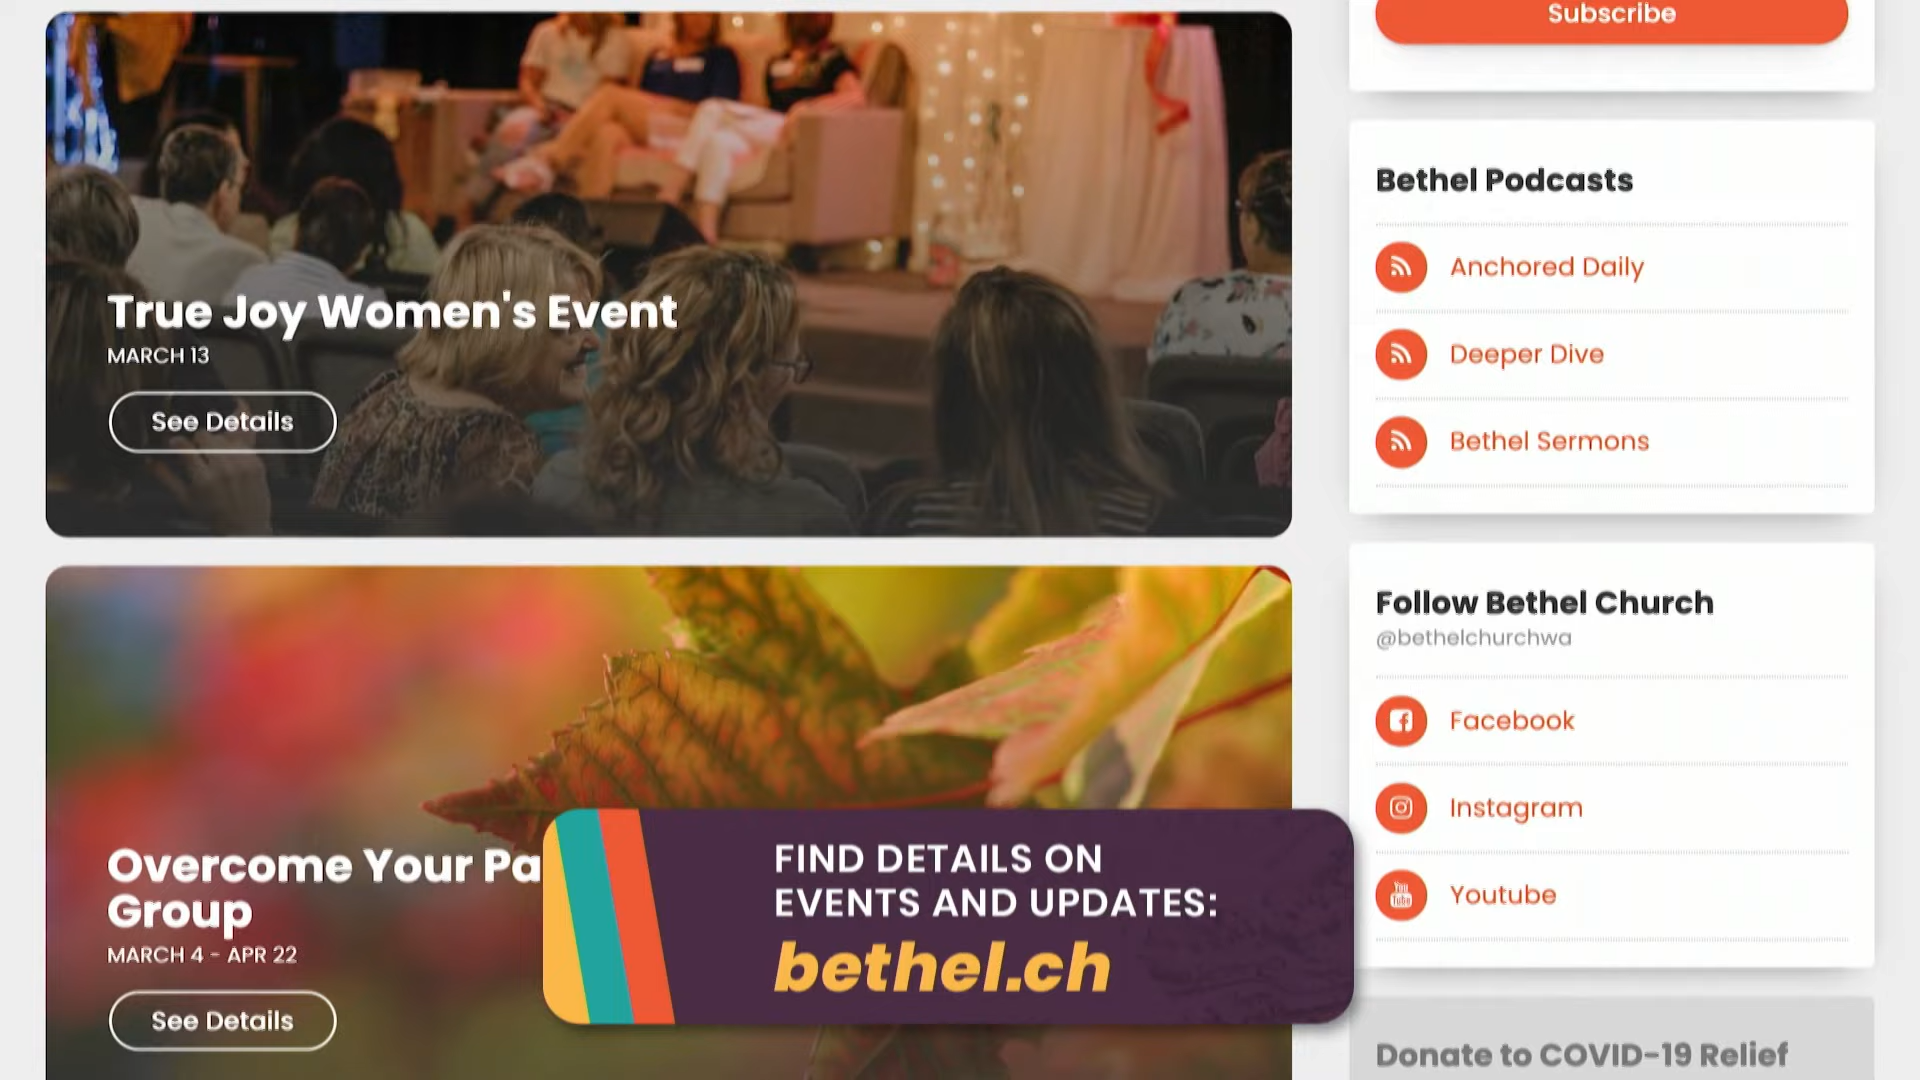 True Joy Women's Event
MARCH 13
See Details
Overcome Your
Group
MARCH 4 - APR 22
See Details
FIND DETAILS ON
EVENTS AND UPDATES:
bethel.ch
Subscribe
Bethel Podcasts
Anchored Daily
Deeper Dive
Bethel Sermons
Follow Bethel Church
@bethelchurchwa
Facebook
Instagram
You
Tube
Youtube
Donate to COVID-19 Relief